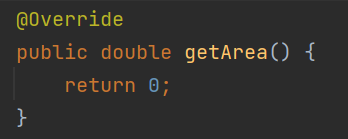 @Override
public double getArea() {
    return 0;
}